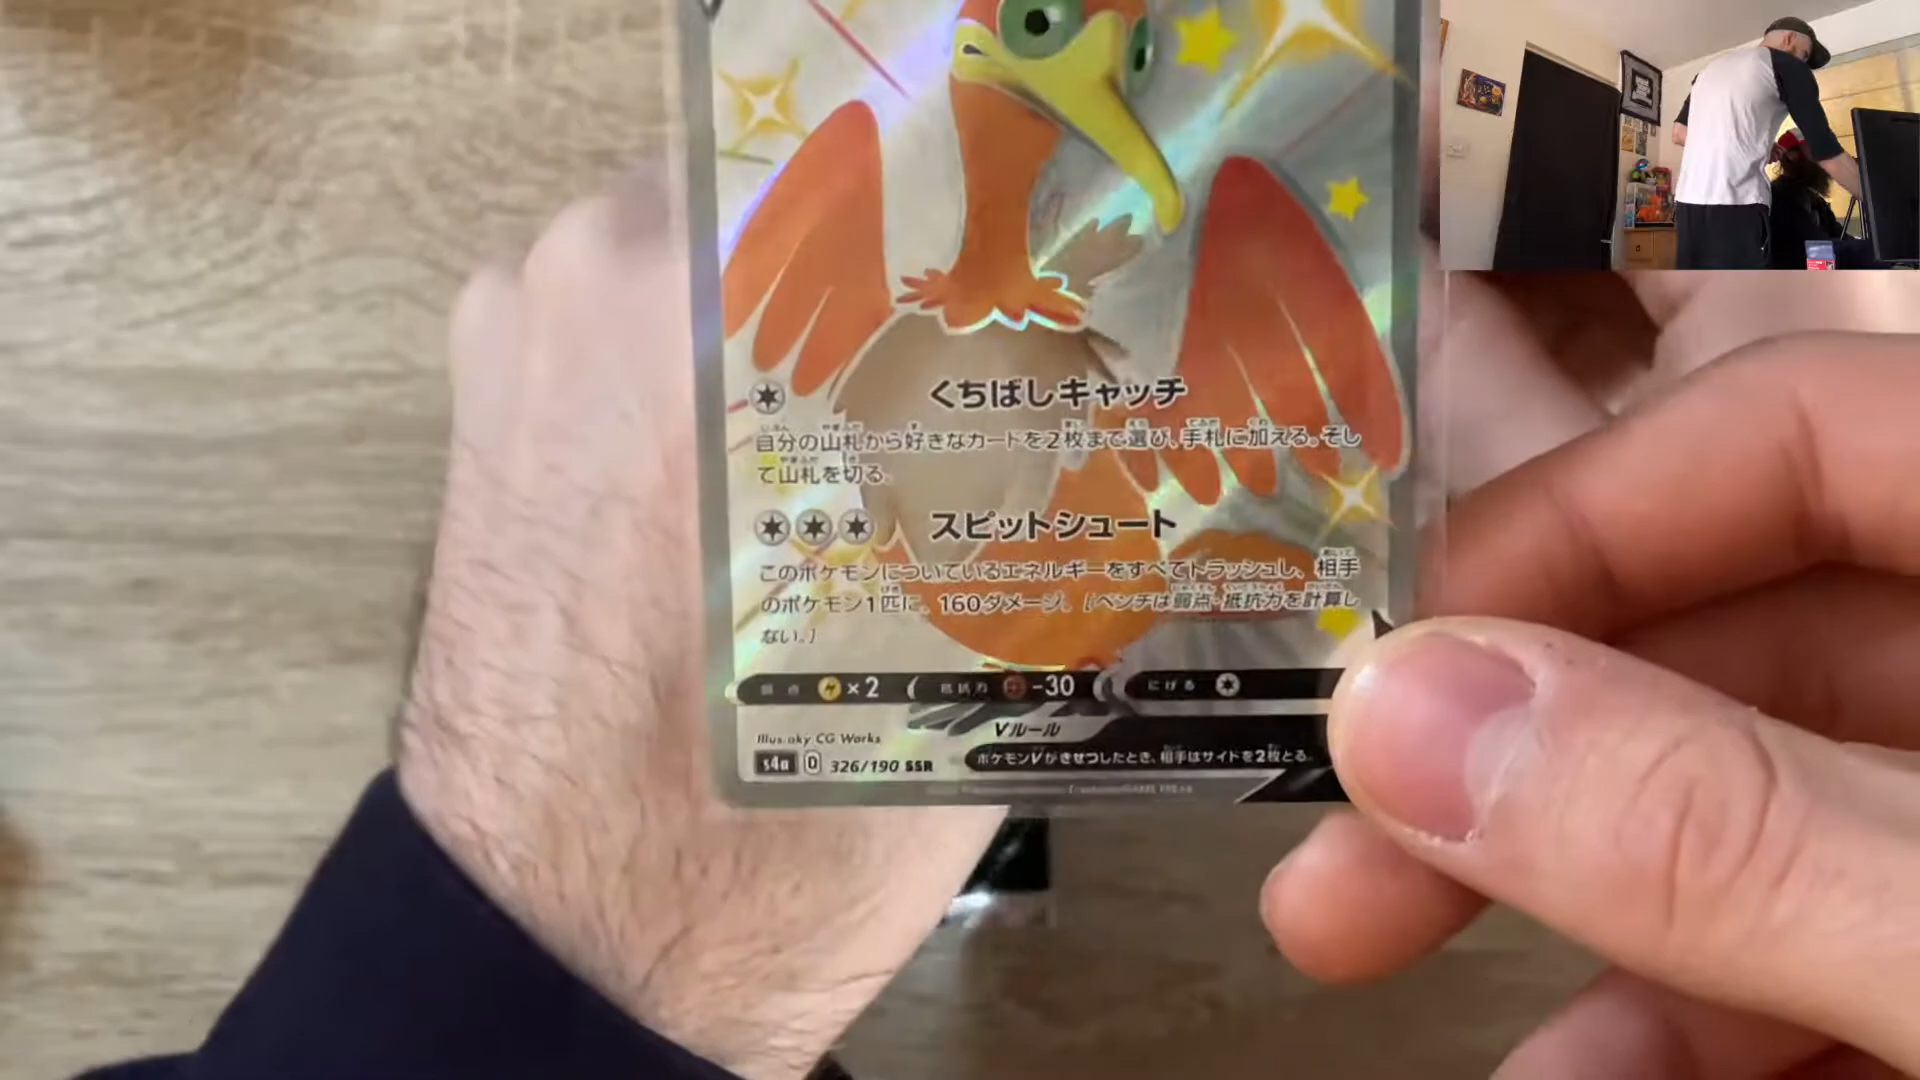 くちばしキャッチ
自分の山札から好きなカードを2枚まで選び、手札に加える。そし
て山札を切る。
スピットシュート
このポケモンについているエネルギーをすべてトラッシュし、相手
のポケモン1匹に、160ダメージ。[ベンチは弱点・抵抗力を計算し
ない。]
弱点 ×2 抵抗力 -30 にげる
Vルール
Illus. aky CG Works
ポケモンVがきぜつしたとき、相手はサイドを2枚とる。
s4a D 326/190 SSR